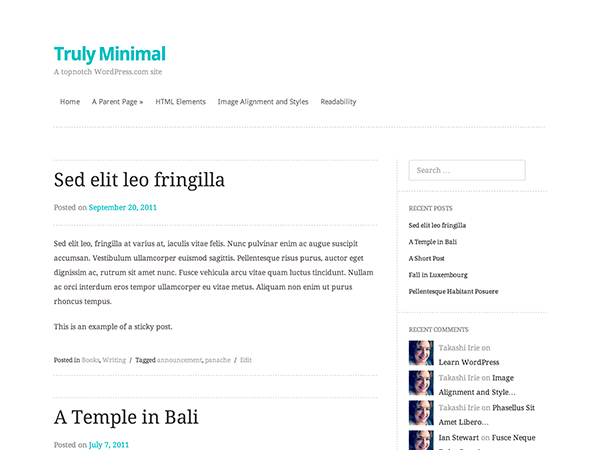 Truly Minimal
A topnotch WordPress.com site
Home A Parent Page » HTML Elements Image Alignment and Styles Readability
Sed elit leo fringilla
Posted on September 20, 2011
Sed elit leo, fringilla at varius at, iaculis vitae felis. Nunc pulvinar enim ac augue suscipit
accumsan. Vestibulum ullamcorper euismod sagittis. Pellentesque risus purus, auctor eget
dignissim ac, rutrum sit amet nunc. Fusce vehicula arcu vitae quam luctus tincidunt. Nullam
ac orci interdum eros tempor ullamcorper eu vitae metus. Aliquam non enim ut purus
rhoncus tempus.
This is an example of a sticky post.
Posted in Books, Writing / Tagged announcement, panache / Edit
A Temple in Bali
Posted on July 7, 2011
Search …
RECENT POSTS
Sed elit leo fringilla
A Temple in Bali
A Short Post
Fall in Luxembourg
Pellentesque Habitant Posuere
RECENT COMMENTS
Takashi Irie on
Learn WordPress
Takashi Irie on Image
Alignment and Style…
Takashi Irie on Phasellus Sit
Amet Libero…
Ian Stewart on Fusce Neque